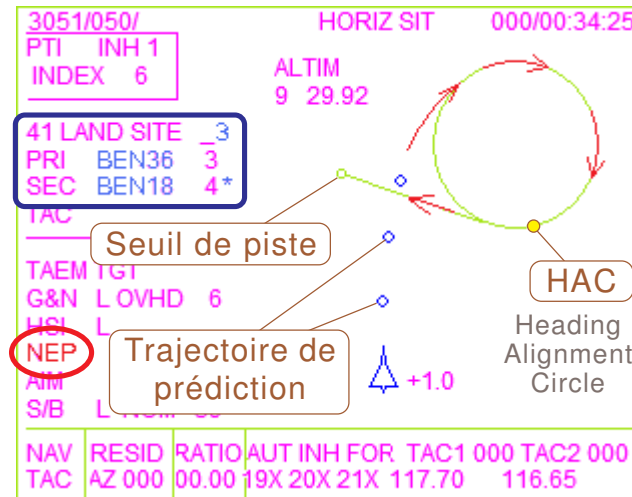 3051/050/ HORIZ SIT 000/00:34:25
PTI INH 1
INDEX 6
ALTIM
9 29.92
41 LAND SITE _3
PRI BEN36 3
SEC BEN18 4*
TAC
Seuil de piste
TAEM TGT
G&N L OVHD 6
HSI L
NEP
AIM
S/B L NOM
HAC
Heading
Alignment
Circle
Trajectoire de
prédiction
+1.0
NAV RESID RATIO AUT INH FOR TAC1 000 TAC2 000
TAC AZ 000 00.00 19X 20X 21X 117.70 116.65